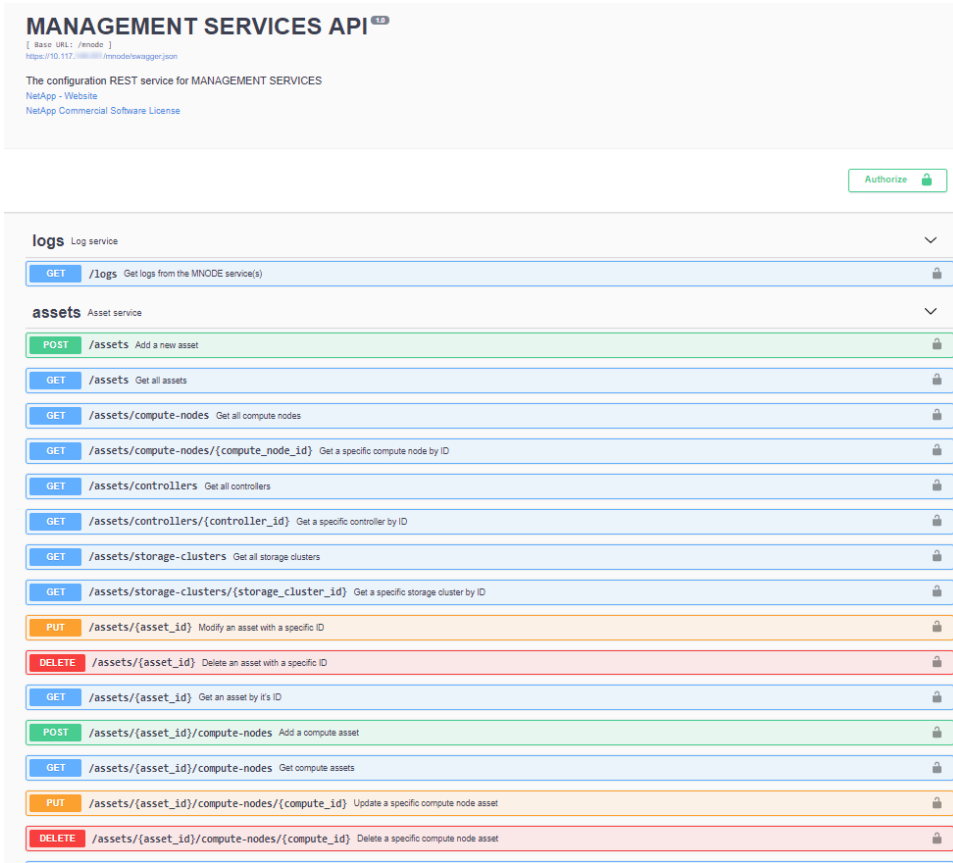 MANAGEMENT SERVICES API 1.0
[ Base URL: /mnode ]
https://10.117. /mnode/swagger.json
The configuration REST service for MANAGEMENT SERVICES
NetApp - Website
NetApp Commercial Software License
Authorize
logs Log service
GET /logs Get logs from the MNODE service(s)
assets Asset service
POST /assets Add a new asset
GET /assets Get all assets
GET /assets/compute-nodes Get all compute nodes
GET /assets/compute-nodes/{compute_node_id} Get a specific compute node by ID
GET /assets/controllers Get all controllers
GET /assets/controllers/{controller_id} Get a specific controller by ID
GET /assets/storage-clusters Get all storage clusters
GET /assets/storage-clusters/{storage_cluster_id} Get a specific storage cluster by ID
PUT /assets/{asset_id} Modify an asset with a specific ID
DELETE /assets/{asset_id} Delete an asset with a specific ID
GET /assets/{asset_id} Get an asset by it's ID
POST /assets/{asset_id}/compute-nodes Add a compute asset
GET /assets/{asset_id}/compute-nodes Get compute assets
PUT /assets/{asset_id}/compute-nodes/{compute_id} Update a specific compute node asset
DELETE /assets/{asset_id}/compute-nodes/{compute_id} Delete a specific compute node asset